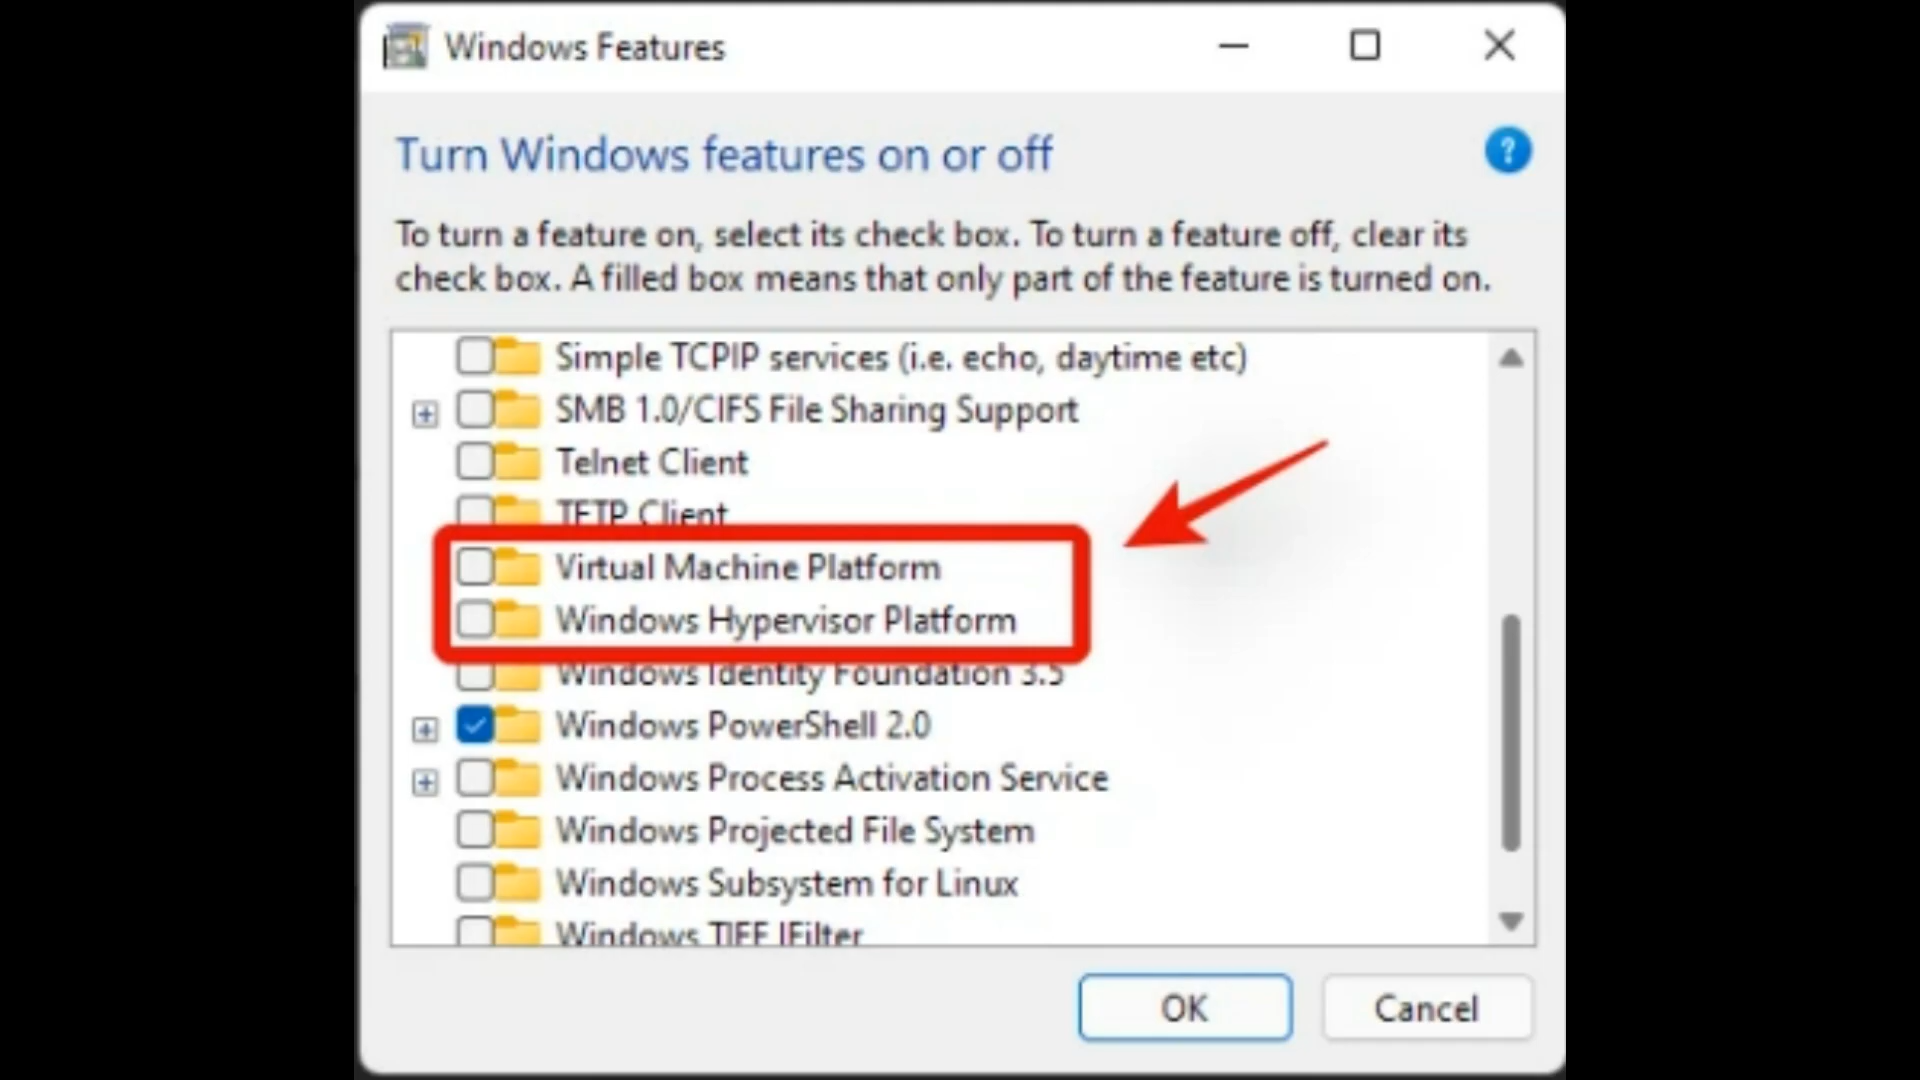 Windows Features
Turn Windows features on or off
?
To turn a feature on, select its check box. To turn a feature off, clear its
check box. A filled box means that only part of the feature is turned on.
Simple TCPIP services (i.e. echo, daytime etc)
SMB 1.0/CIFS File Sharing Support
Telnet Client
TFTP Client
Virtual Machine Platform
Windows Hypervisor Platform
Windows Identity Foundation 3.5
Windows PowerShell 2.0
Windows Process Activation Service
Windows Projected File System
Windows Subsystem for Linux
Windows TIFF IFilter
OK
Cancel